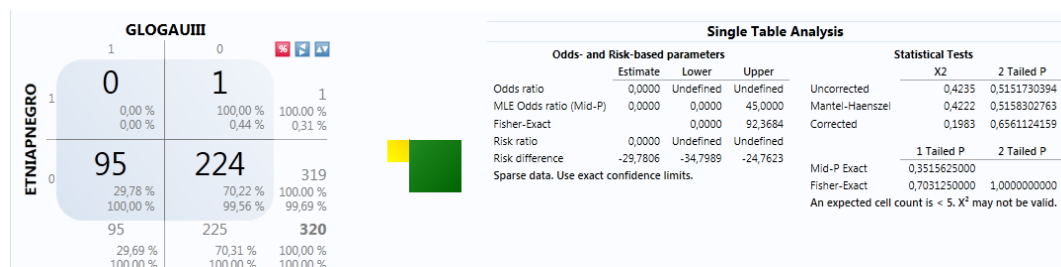 GLOGAUIII
1 0 %
ETNIAPNEGRO
1 0 1 1
0,00 % 100,00 % 100.00 %
0,00 % 0,44 % 0,31 %
0 95 224 319
29,78 % 70,22 % 100.00 %
100,00 % 99,56 % 99,69 %
95 225 320
29,69 % 70,31 % 100,00 %
100.00 % 100.00 % 100.00 %
Single Table Analysis
Odds- and Risk-based parameters
Estimate Lower Upper
Odds ratio 0,0000 Undefined Undefined
MLE Odds ratio (Mid-P) 0,0000 0,0000 45,0000
Fisher-Exact 0,0000 92,3684
Risk ratio 0,0000 Undefined Undefined
Risk difference -29,7806 -34,7989 -24,7623
Sparse data. Use exact confidence limits.
Statistical Tests
X2 2 Tailed P
Uncorrected 0,4235 0,5151730394
Mantel-Haenszel 0,4222 0,5158302763
Corrected 0,1983 0,6561124159
1 Tailed P 2 Tailed P
Mid-P Exact 0,3515625000
Fisher-Exact 0,7031250000 1,0000000000
An expected cell count is < 5. X² may not be valid.